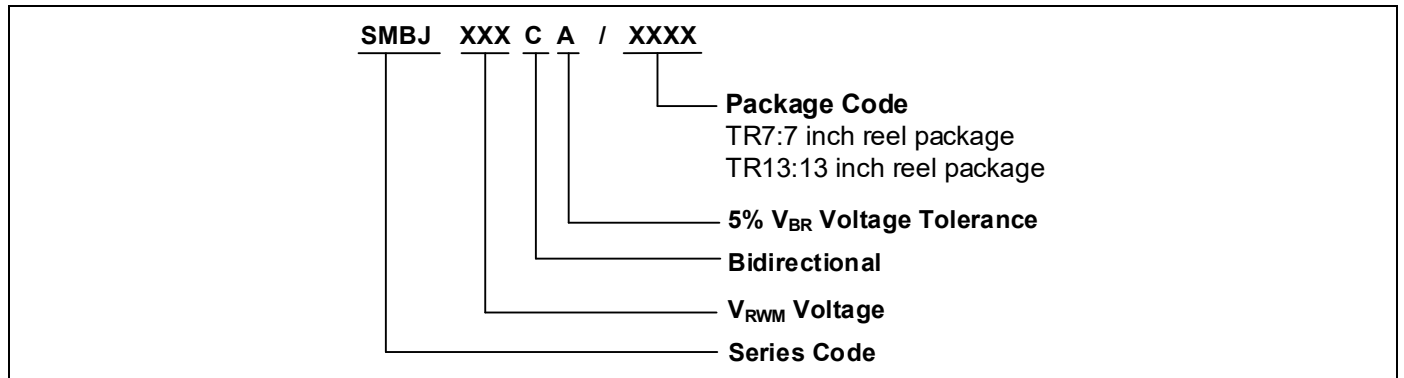 SMBJ XXX C A / XXXX
Package Code
TR7:7 inch reel package
TR13:13 inch reel package
5% VBR Voltage Tolerance
Bidirectional
VRWM Voltage
Series Code